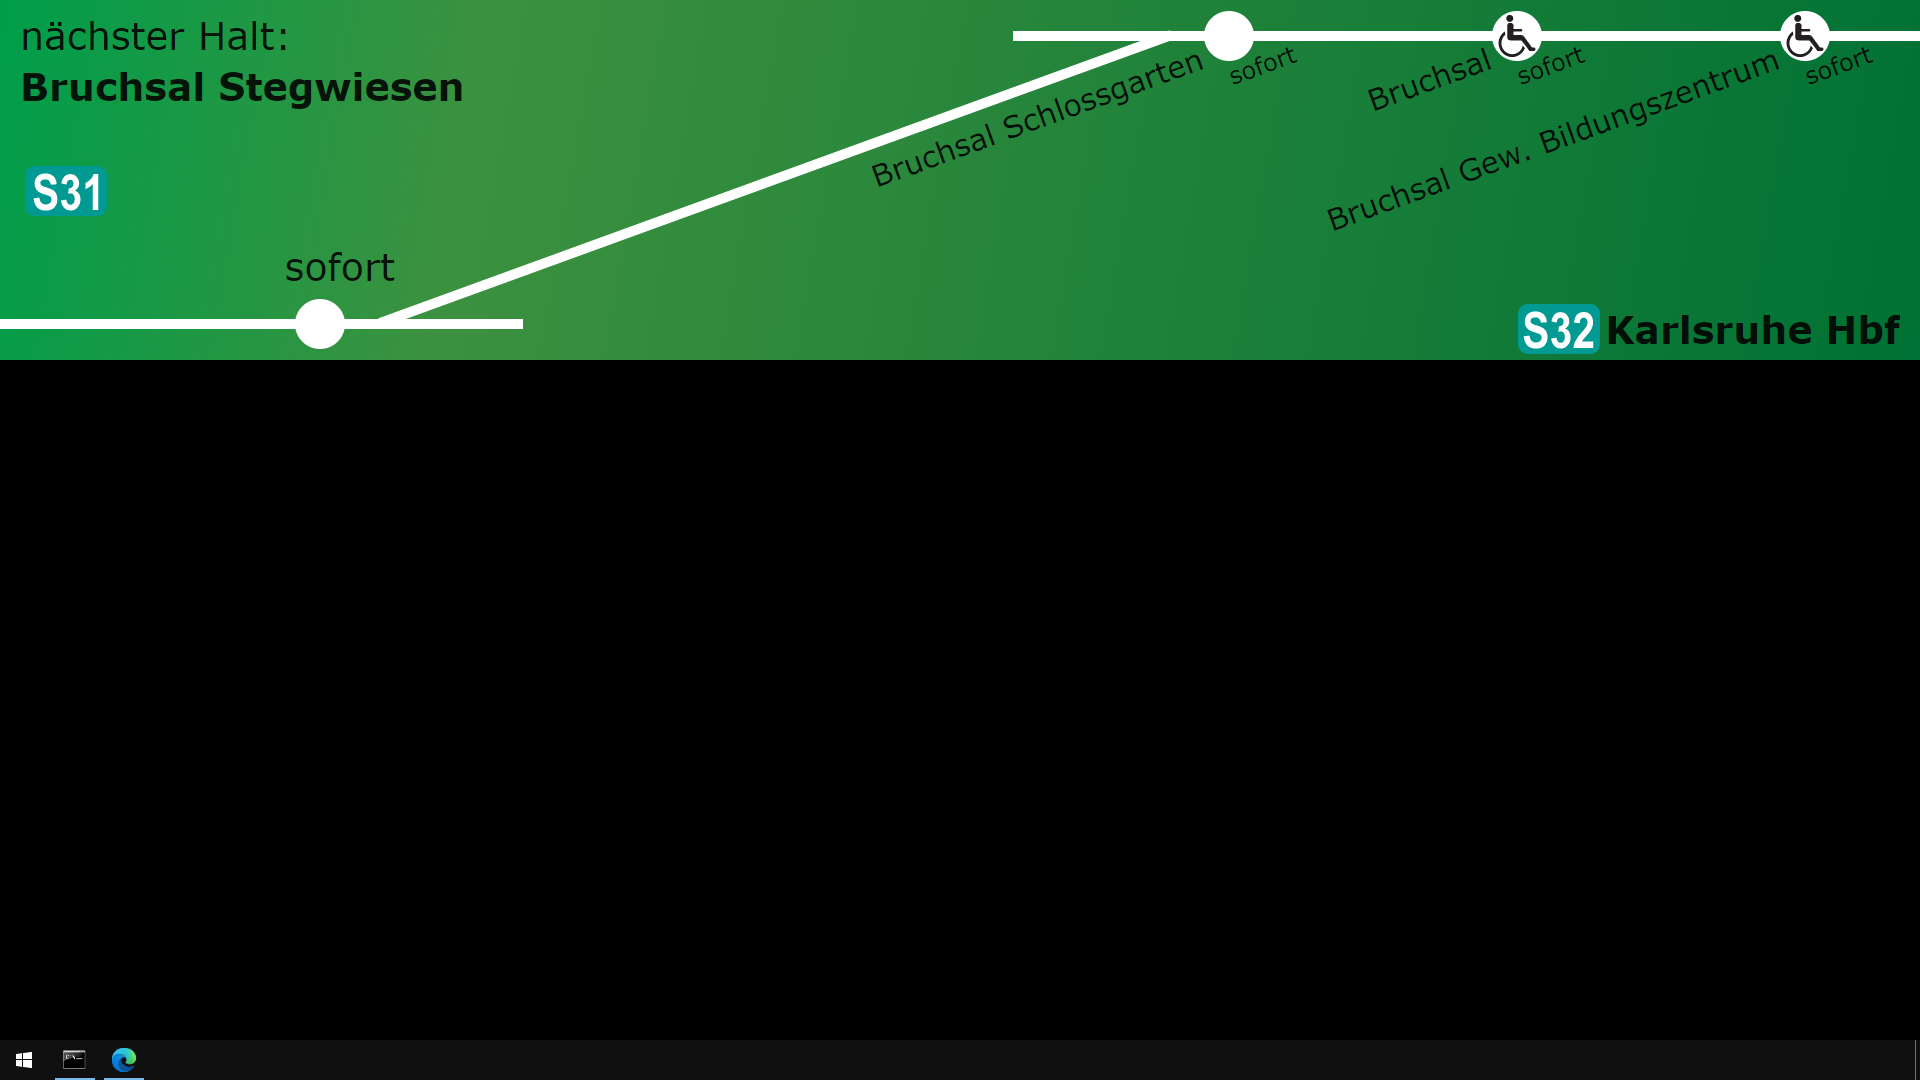 nächster Halt:
Bruchsal Stegwiesen
S31
sofort
Bruchsal Schlossgarten
sofort
Bruchsal
sofort
Bruchsal Gew. Bildungszentrum
sofort
S32 Karlsruhe Hbf